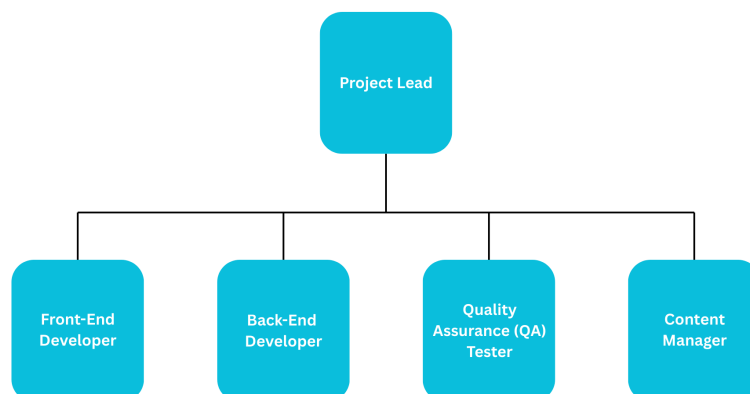 Project Lead
Front-End
Developer
Back-End
Developer
Quality
Assurance (QA)
Tester
Content
Manager